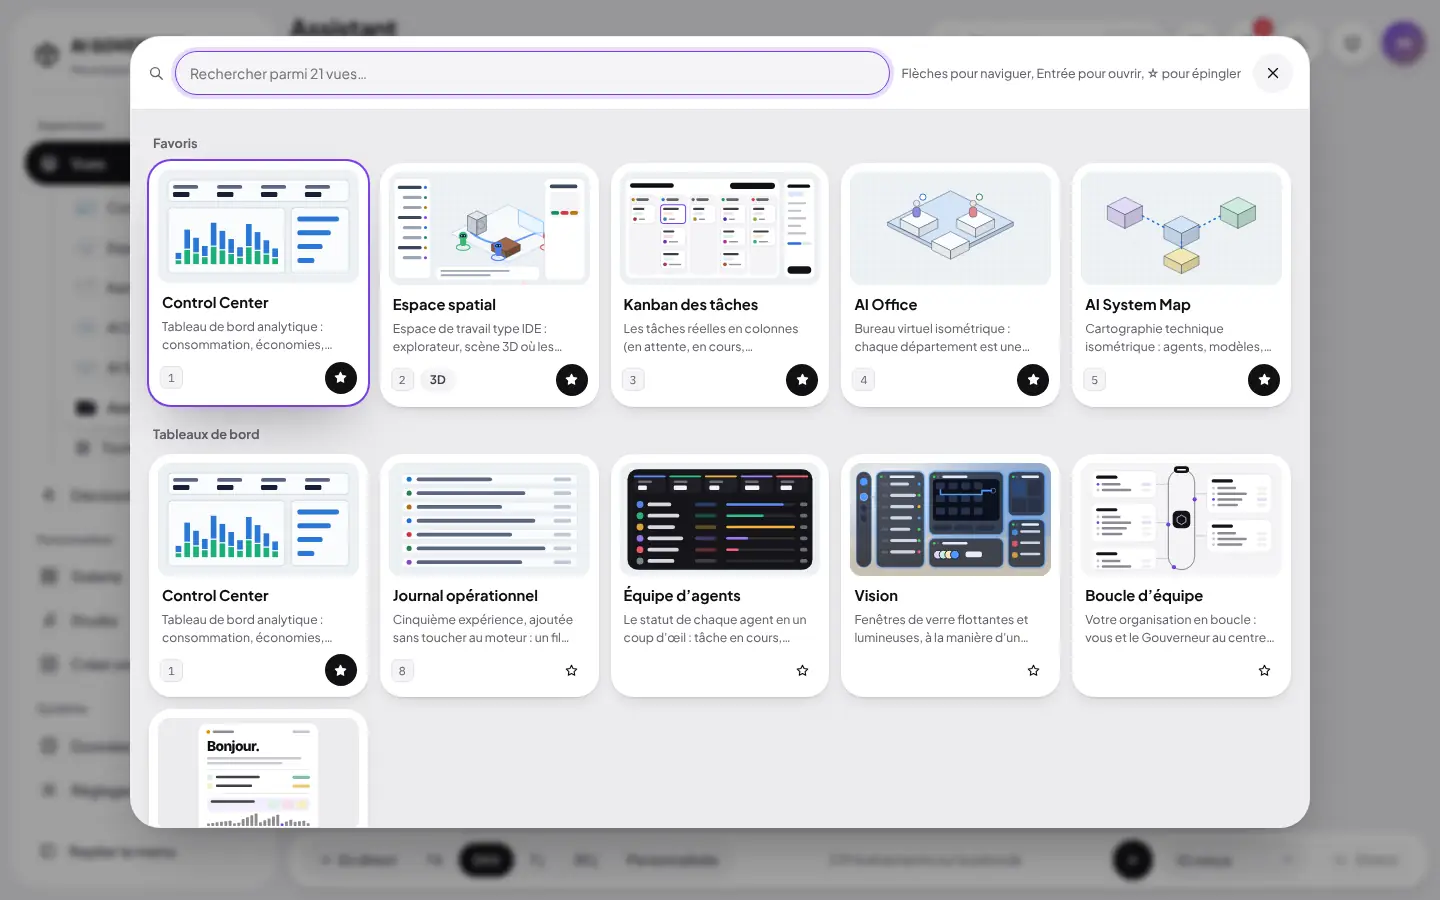 Assistant
Rechercher parmi 21 vues...
Flèches pour naviguer, Entrée pour ouvrir, ☆ pour épingler
Favoris
Control Center
Tableau de bord analytique :
consommation, économies,...
1
Espace spatial
Espace de travail type IDE :
explorateur, scène 3D où les...
2
3D
Kanban des tâches
Les tâches réelles en colonnes
(en attente, en cours,...
3
AI Office
Bureau virtuel isométrique :
chaque département est une...
4
AI System Map
Cartographie technique
isométrique : agents, modèles,...
5
Tableaux de bord
Control Center
Tableau de bord analytique :
consommation, économies,...
1
Journal opérationnel
Cinquième expérience, ajoutée
sans toucher au moteur : un fil...
8
Équipe d’agents
Le statut de chaque agent en un
coup d’œil : tâche en cours,...
Vision
Fenêtres de verre flottantes et
lumineuses, à la manière d’un...
Boucle d’équipe
Votre organisation en boucle :
vous et le Gouverneur au centre...
Bonjour.